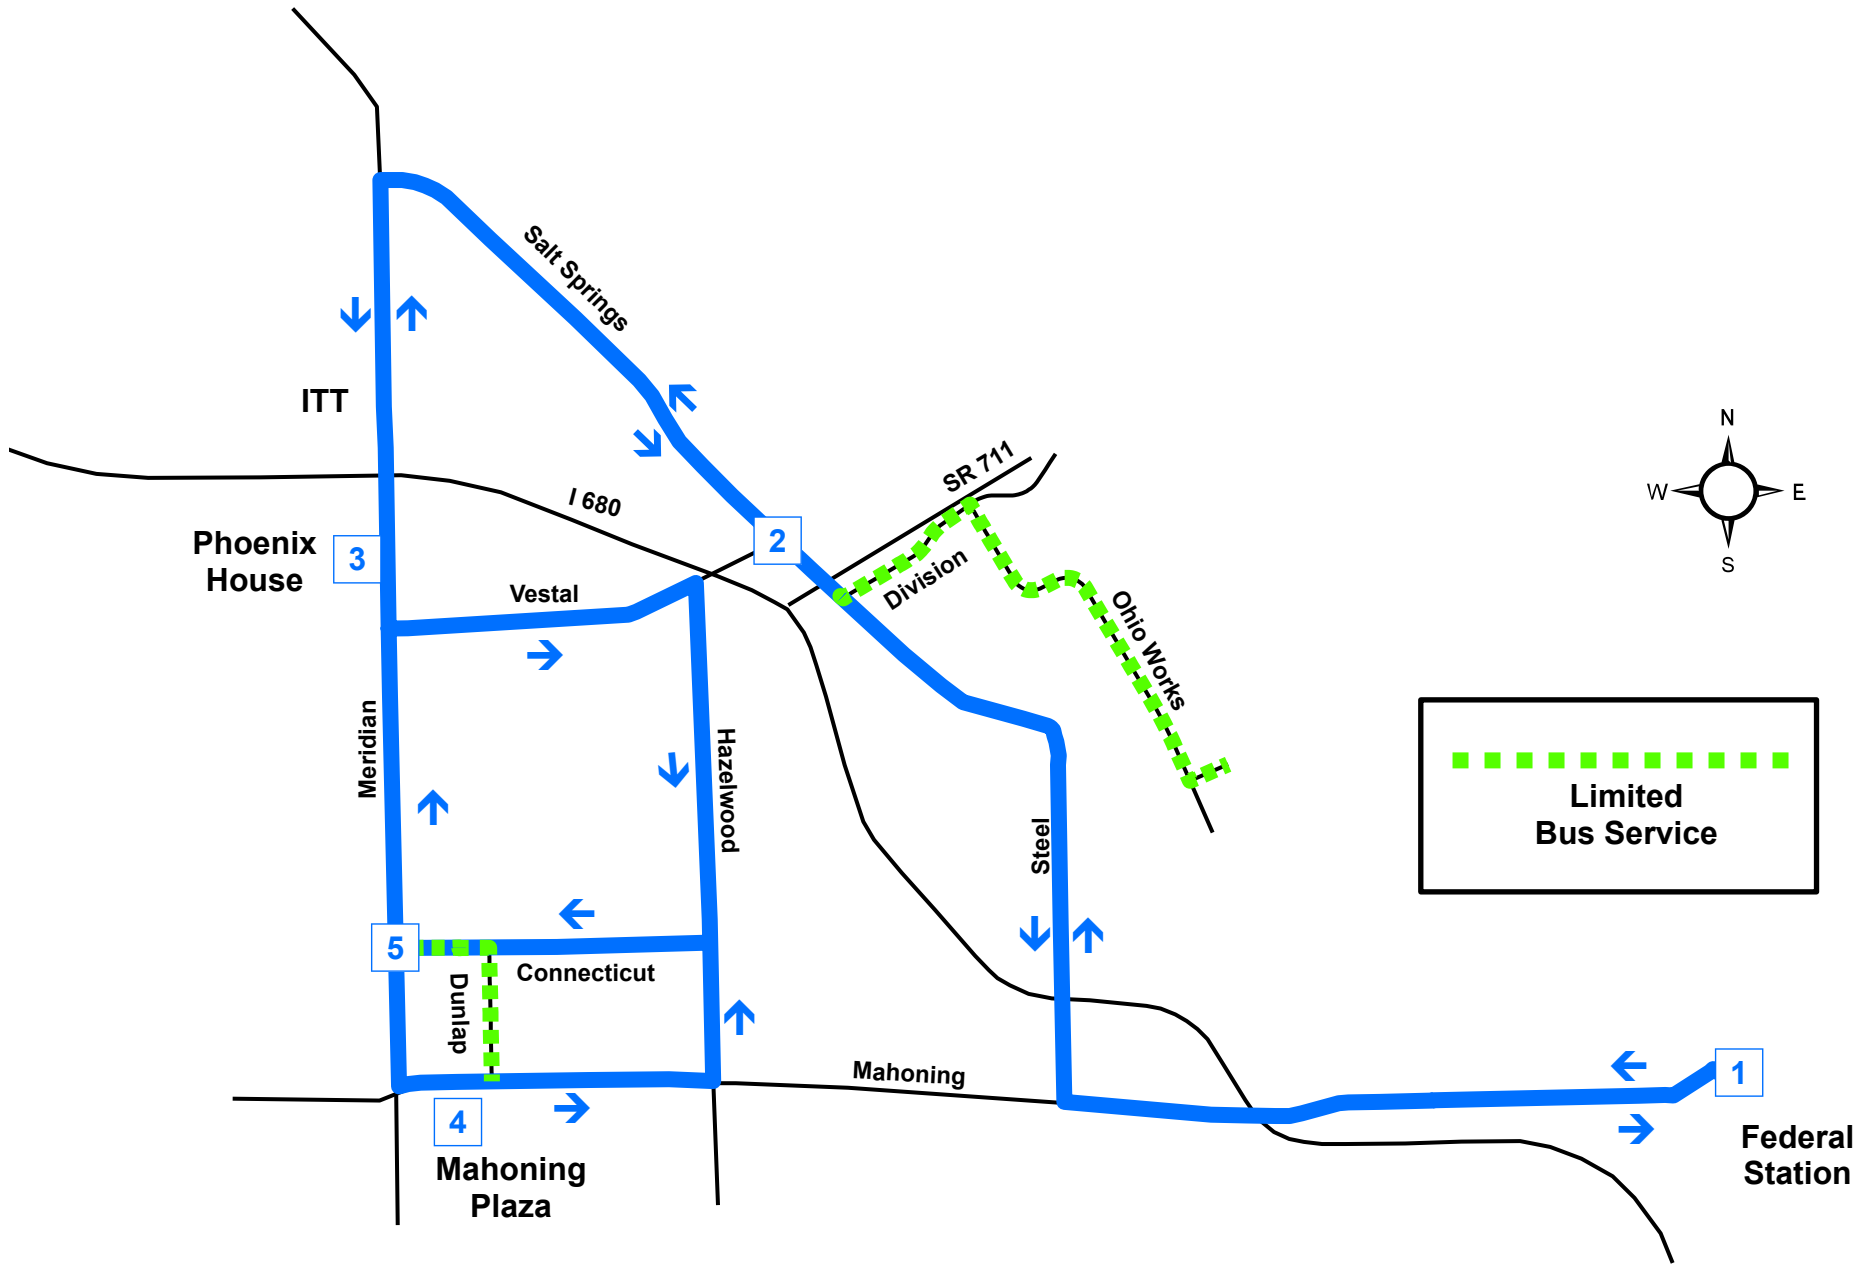 Salt Springs
ITT
N
W
E
S
SR 711
I 680
2
Phoenix
House
3
Vestal
Division
Ohio Works
Meridian
Hazelwood
Steel
Limited
Bus Service
5
Connecticut
Dunlap
Mahoning
1
4
Mahoning
Plaza
Federal
Station